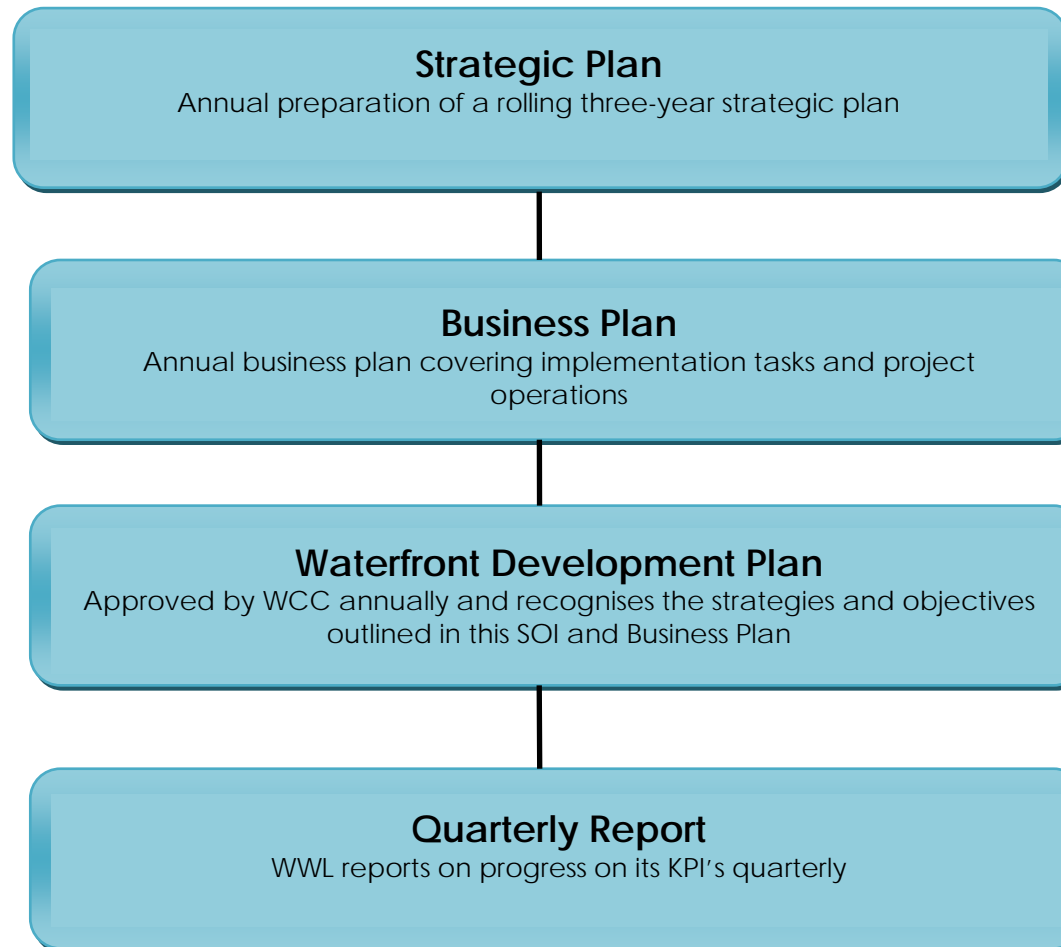 Strategic Plan
Annual preparation of a rolling three-year strategic plan
Business Plan
Annual business plan covering implementation tasks and project
operations
Waterfront Development Plan
Approved by WCC annually and recognises the strategies and objectives
outlined in this SOI and Business Plan
Quarterly Report
WWL reports on progress on its KPI's quarterly